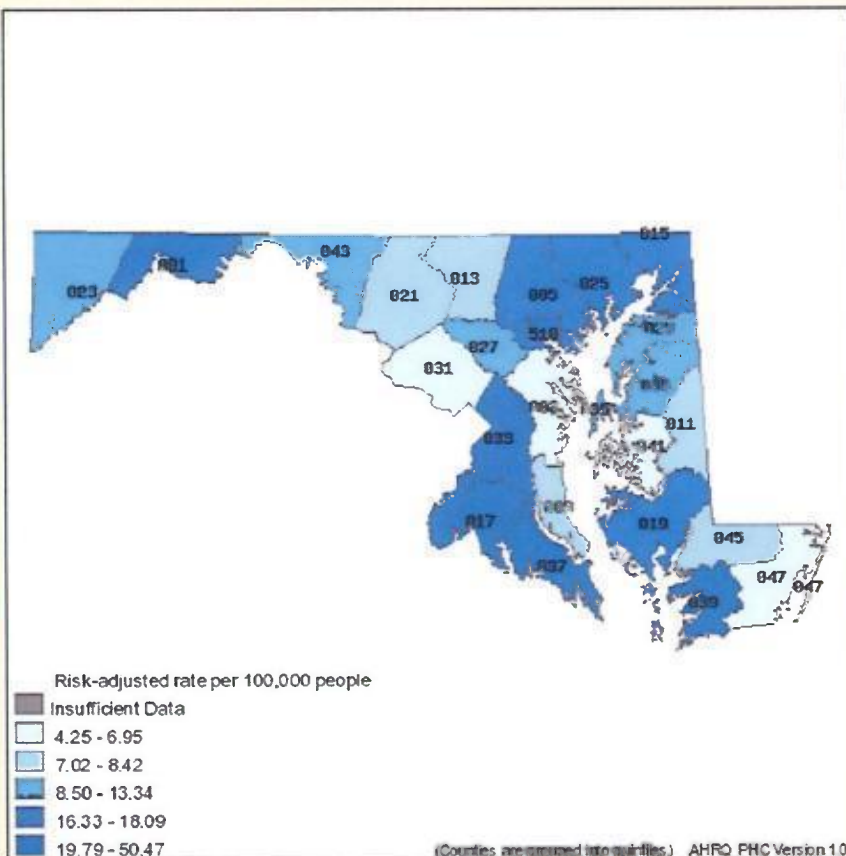 015
043
001
013
023
025
021
005
510
027
031
011
033
041
017
019
045
037
047
047
039
Risk-adjusted rate per 100,000 people
Insufficient Data
4.25 - 6.95
7.02 - 8.42
8.50 - 13.34
16.33 - 18.09
19.79 - 50.47
(Counties are grouped into quintiles.) AHRQ PHC Version 1.0